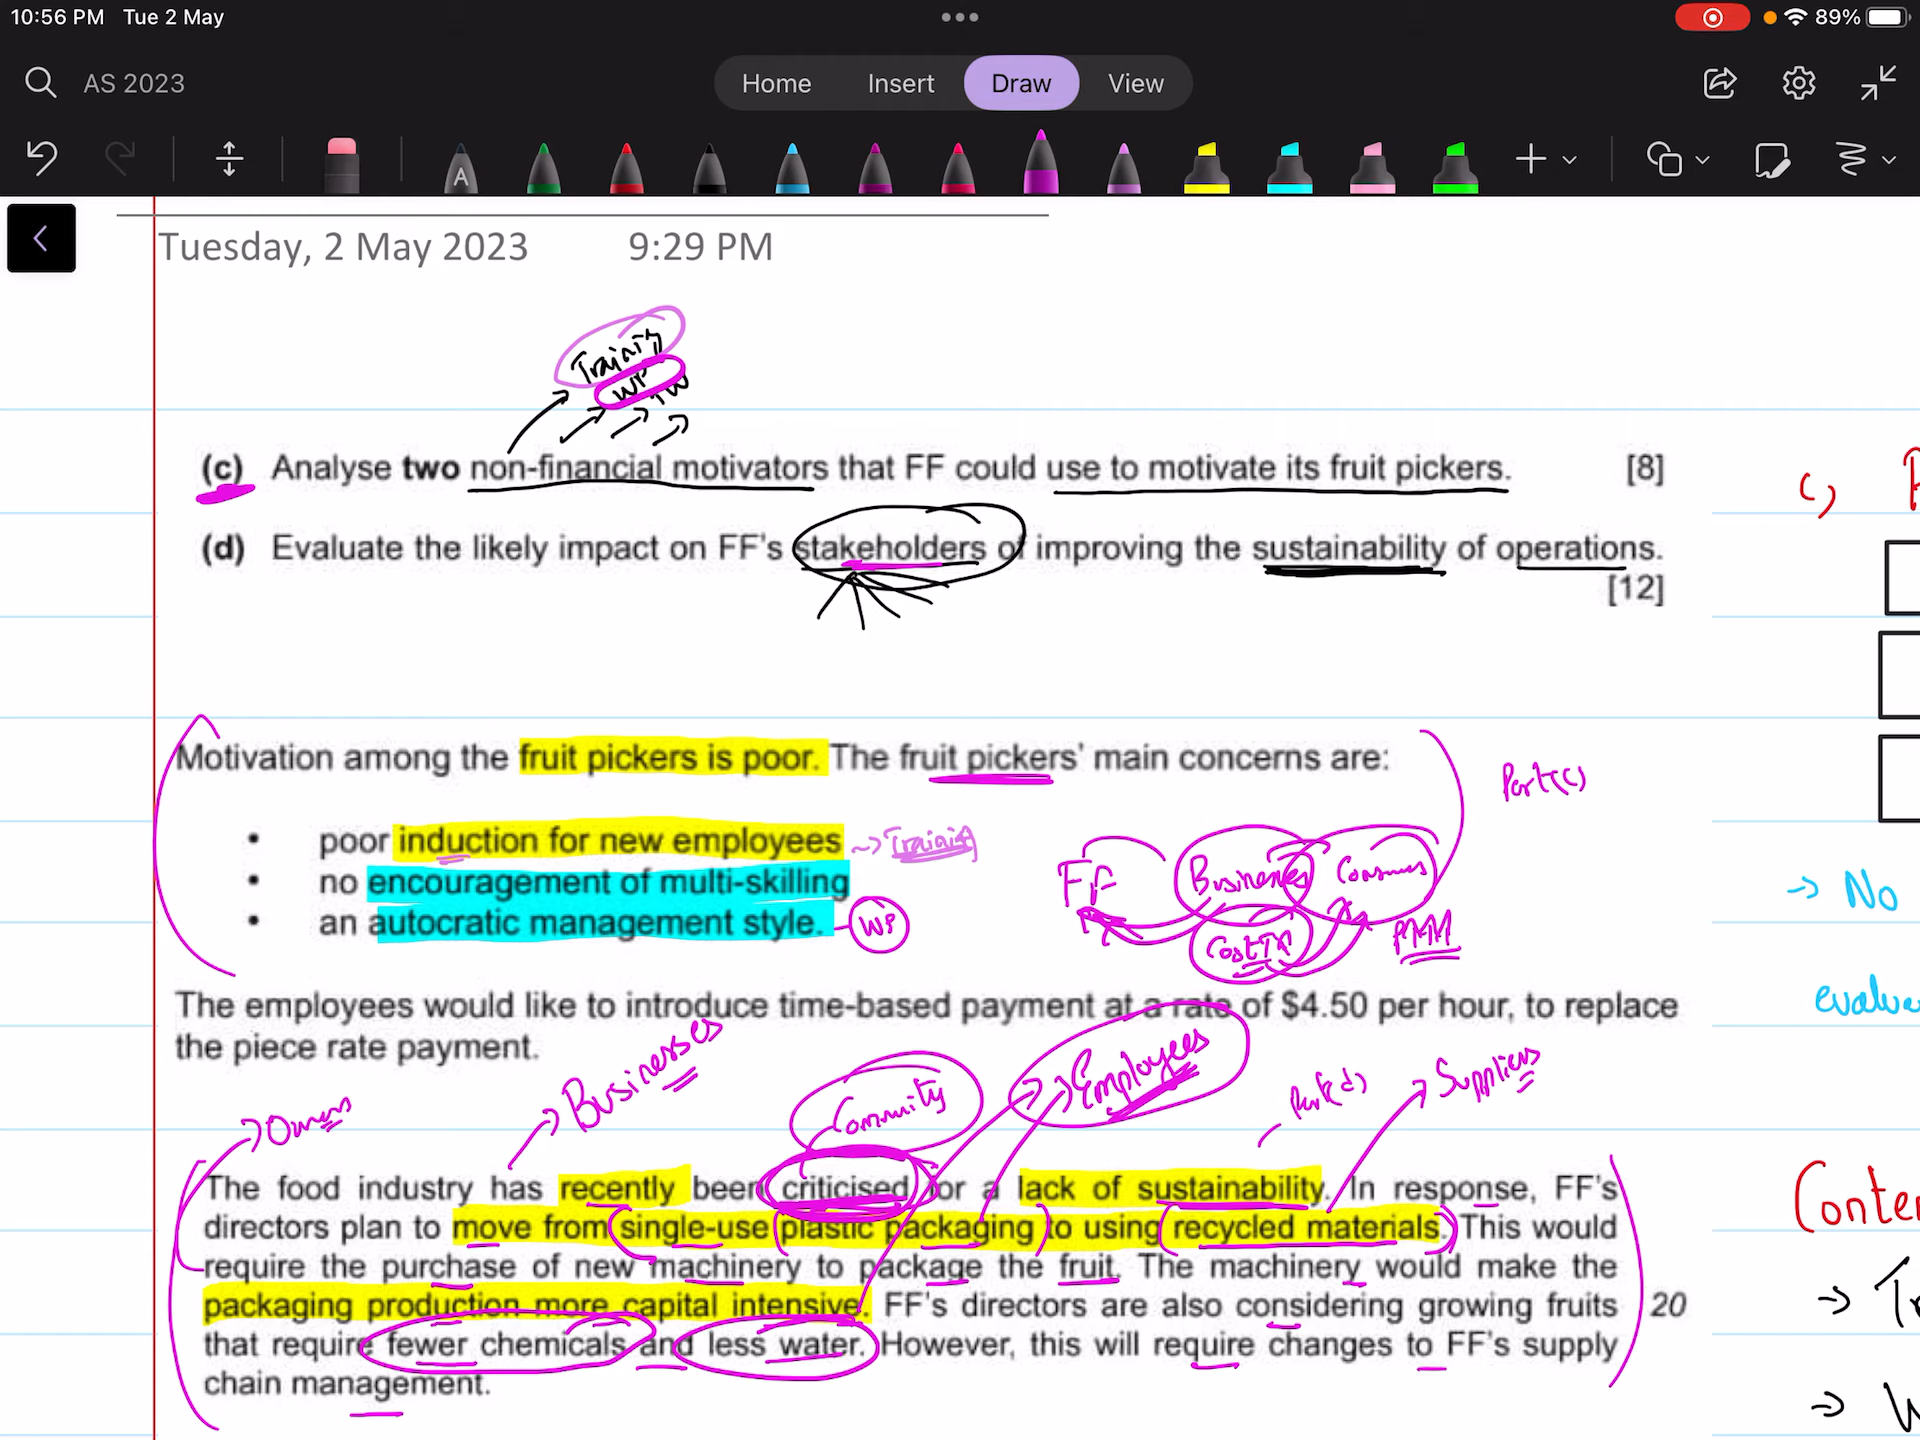 10:56 PM Tue 2 May
89%
AS 2023
Home Insert Draw View
A
Tuesday, 2 May 2023 9:29 PM
Training
WP
(c) Analyse two non-financial motivators that FF could use to motivate its fruit pickers. [8]
(d) Evaluate the likely impact on FF's stakeholders of improving the sustainability of operations.
[12]
c,
Motivation among the fruit pickers is poor. The fruit pickers' main concerns are:
Part(c)
poor induction for new employees → Training
• no encouragement of multi-skilling
• an autocratic management style. WP
FF Businesses Consumers
→ No
The employees would like to introduce time-based payment at a rate of $4.50 per hour, to replace
the piece rate payment.
→ Owners → Businesses Community → Employees Part(d) → Suppliers
The food industry has recently been criticised for a lack of sustainability. In response, FF's
directors plan to move from single-use plastic packaging to using recycled materials. This would
require the purchase of new machinery to package the fruit. The machinery would make the
packaging production more capital intensive. FF's directors are also considering growing fruits 20
that require fewer chemicals and less water. However, this will require changes to FF's supply
chain management.